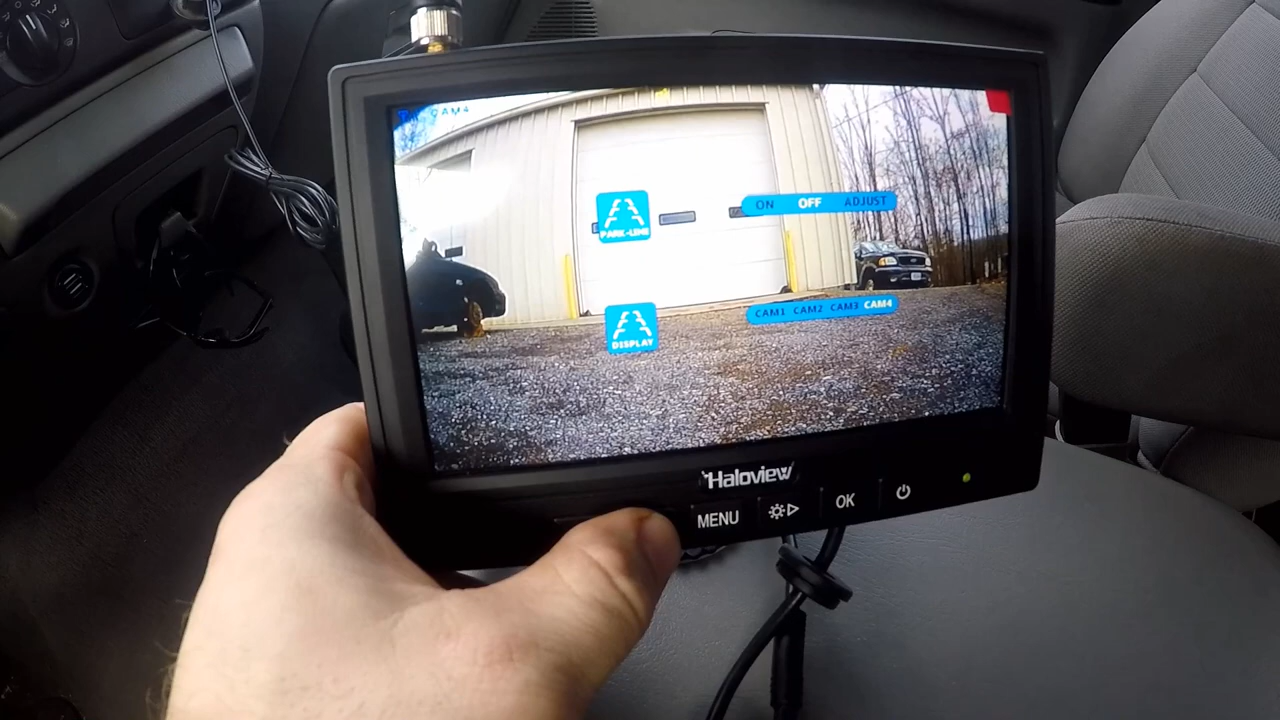 CAM4
PARK-LINE
ON OFF ADJUST
DISPLAY
CAM1 CAM2 CAM3 CAM4
Haloview
MENU
OK